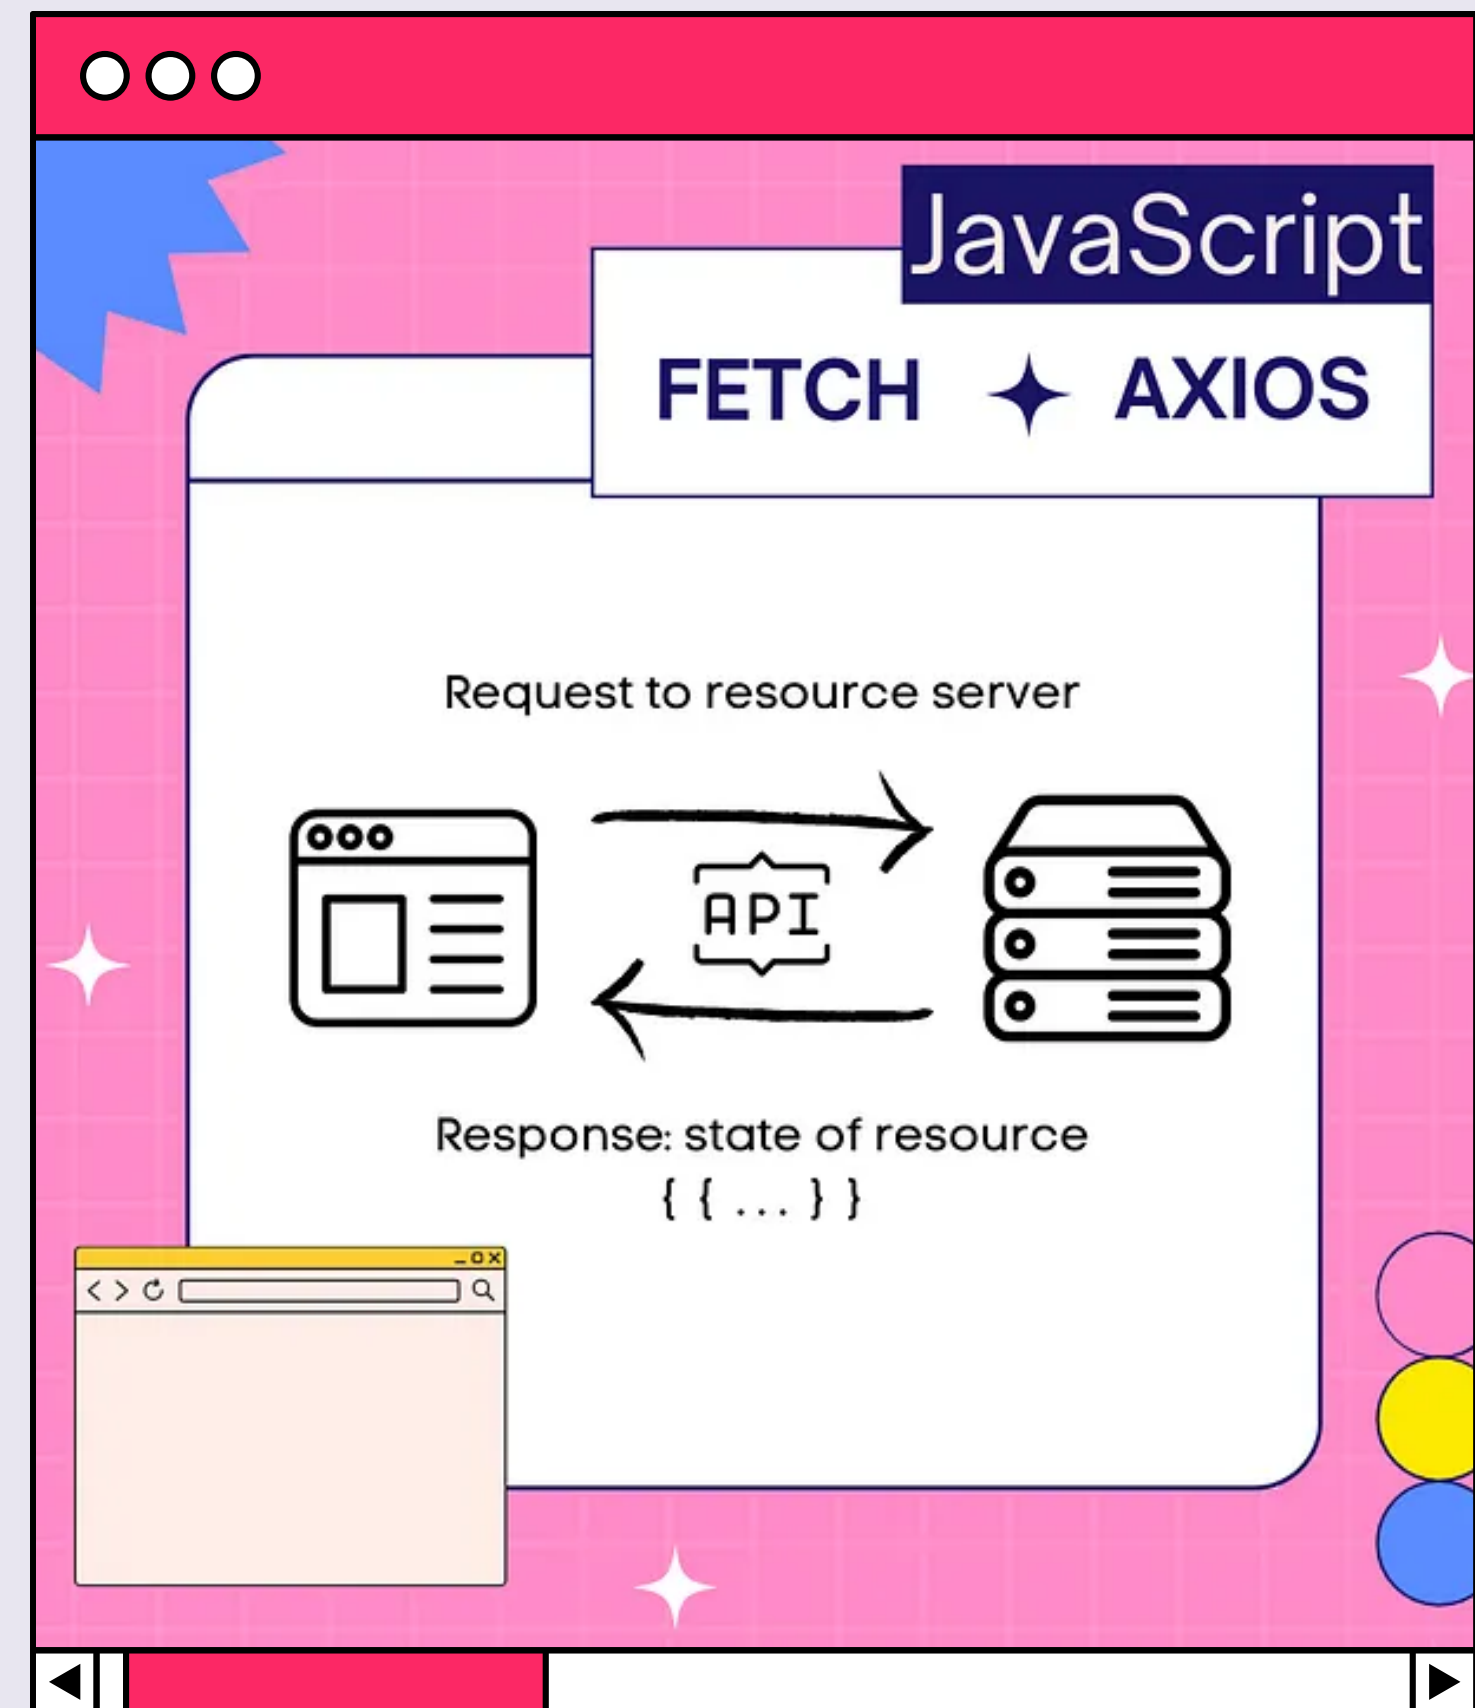 JavaScript
FETCH AXIOS
Request to resource server
API
Response: state of resource
{ { ... } }